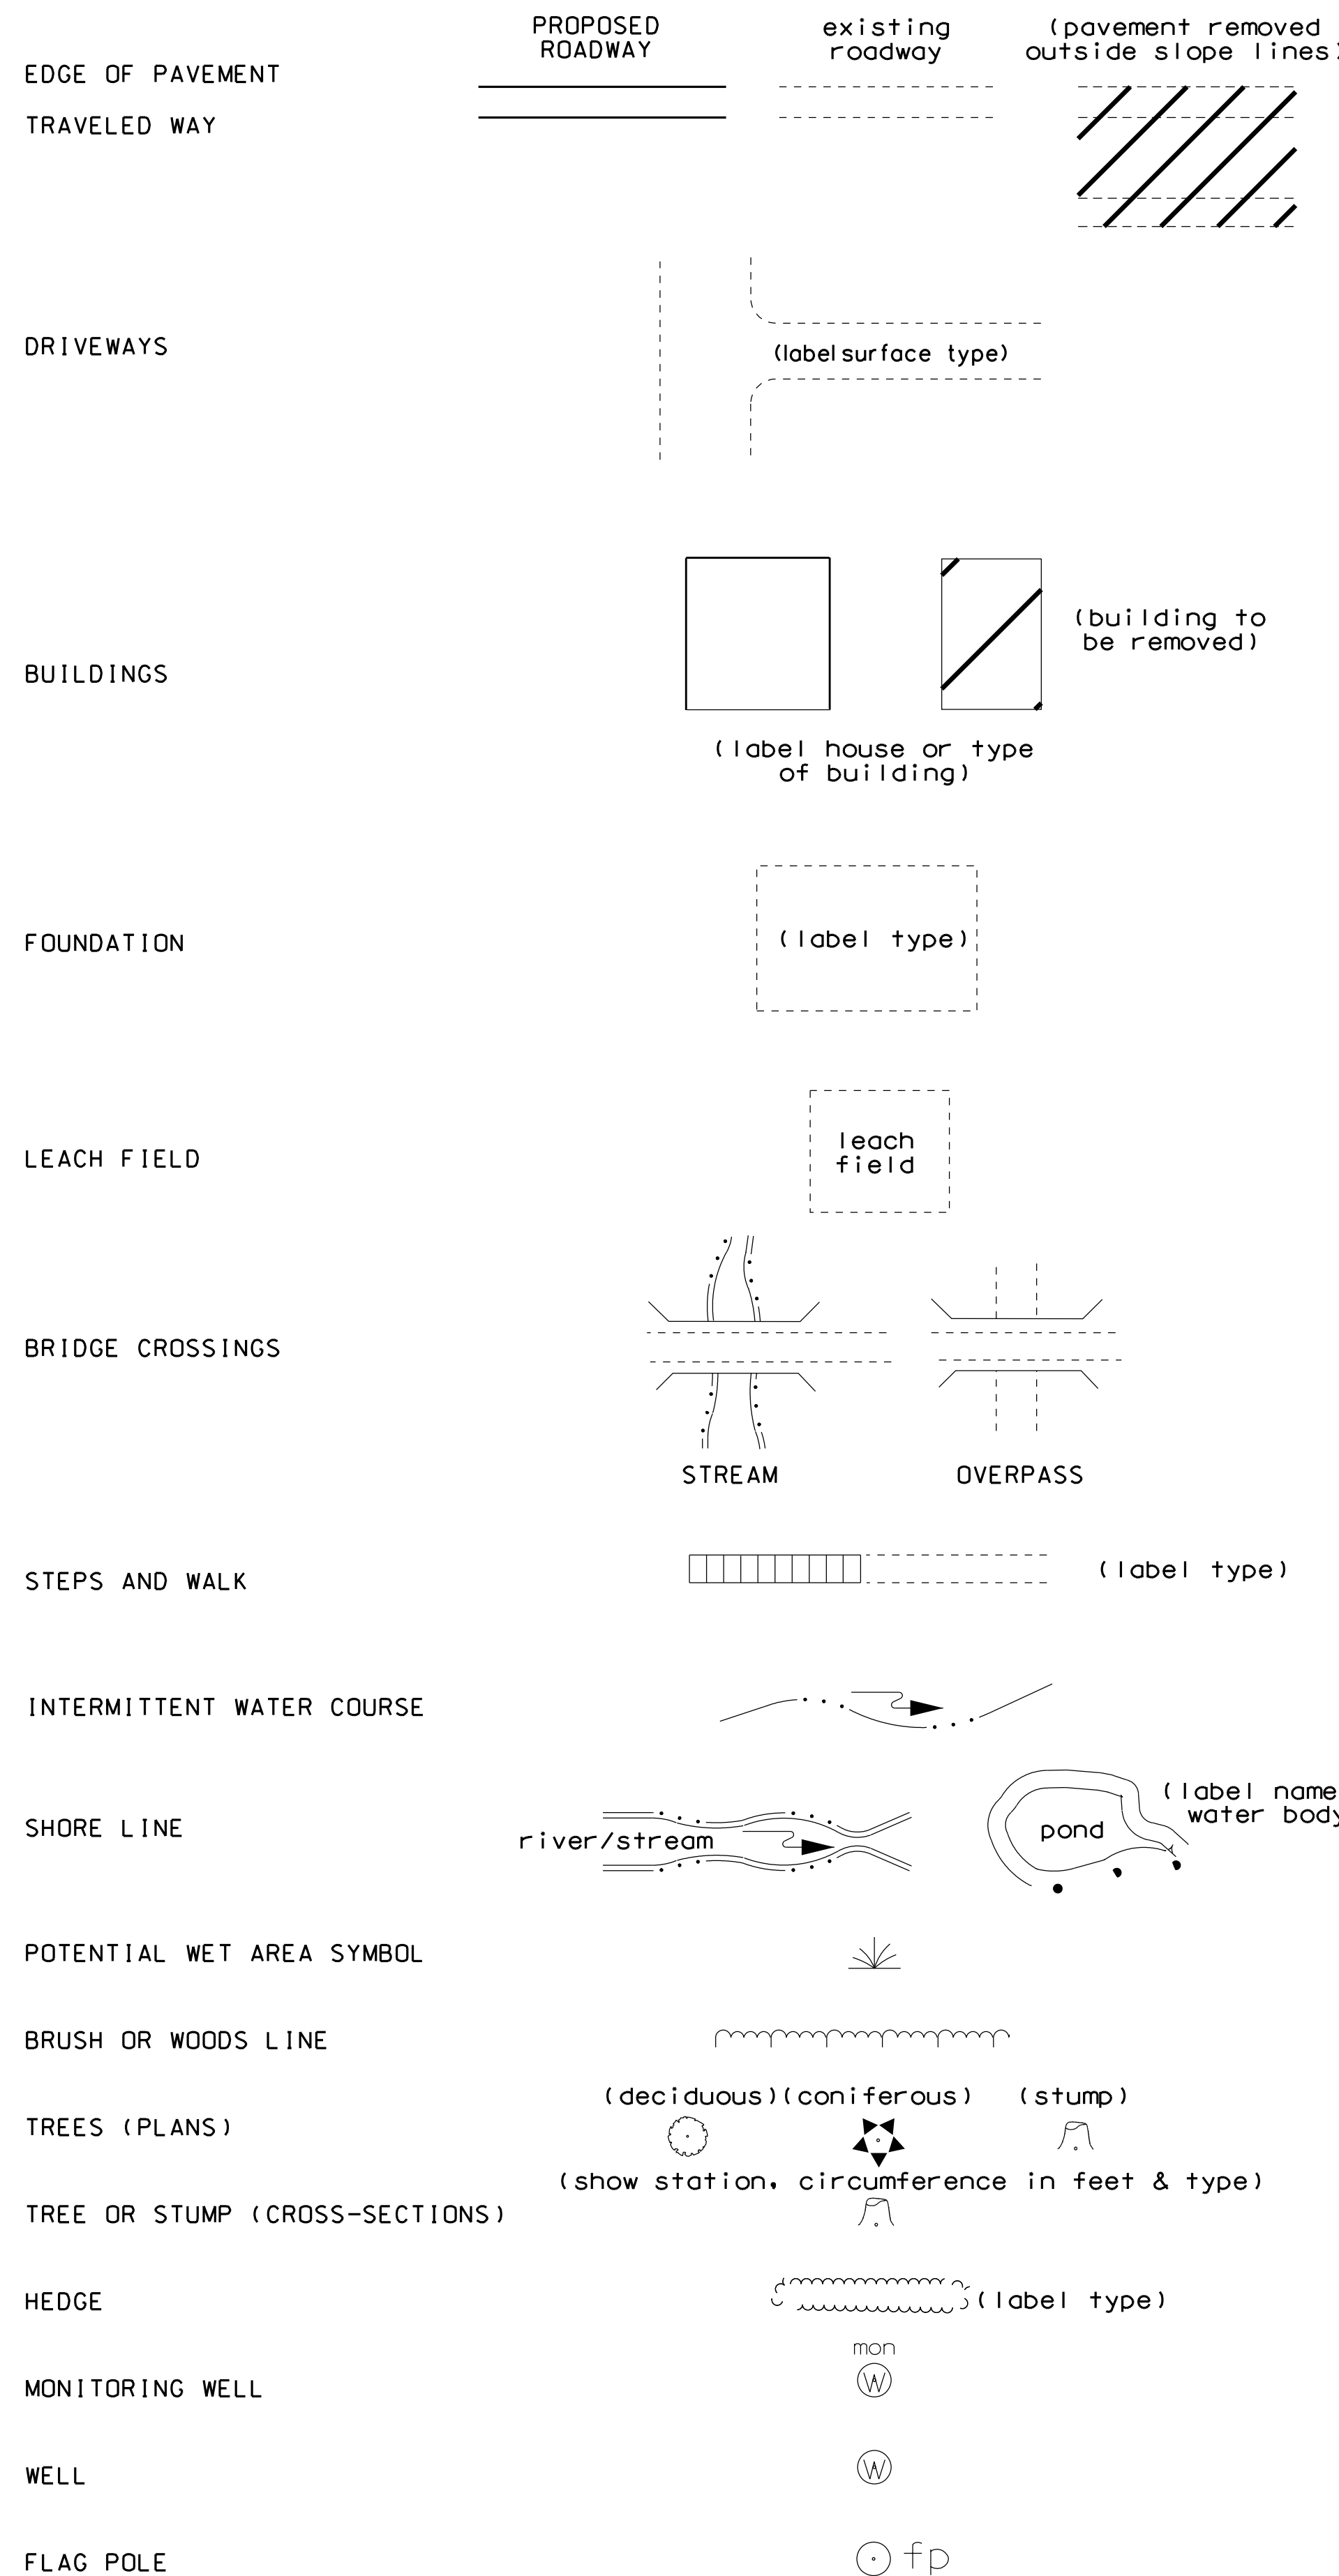 PROPOSED
ROADWAY
existing
roadway
(pavement removed
outside slope lines)
EDGE OF PAVEMENT
TRAVELED WAY
DRIVEWAYS
(label surface type)
BUILDINGS
(building to
be removed)
(label house or type
of building)
FOUNDATION
(label type)
LEACH FIELD
leach
field
BRIDGE CROSSINGS
STREAM
OVERPASS
STEPS AND WALK
(label type)
INTERMITTENT WATER COURSE
SHORE LINE
river/stream
pond
(label name
water body
POTENTIAL WET AREA SYMBOL
BRUSH OR WOODS LINE
(deciduous) (coniferous) (stump)
TREES (PLANS)
(show station, circumference in feet & type)
TREE OR STUMP (CROSS-SECTIONS)
HEDGE
(label type)
mon
MONITORING WELL
W
WELL
W
FLAG POLE
fp